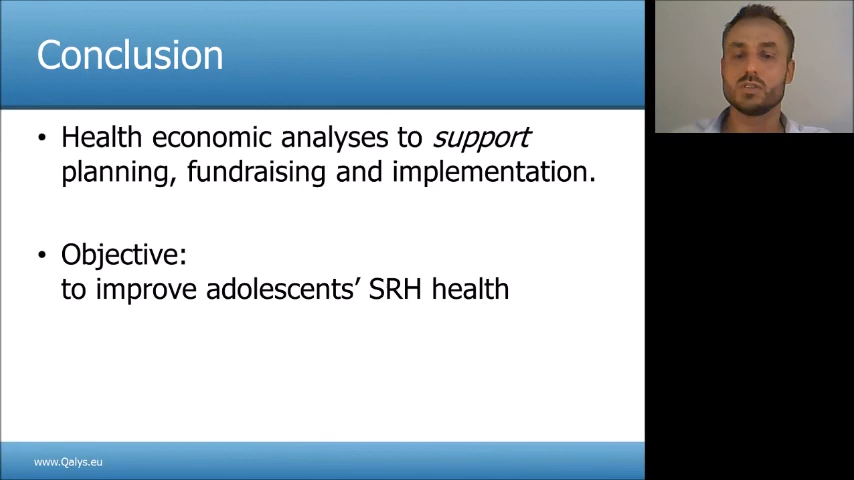 Conclusion
• Health economic analyses to support
planning, fundraising and implementation.
• Objective:
to improve adolescents’ SRH health
www.Qalys.eu